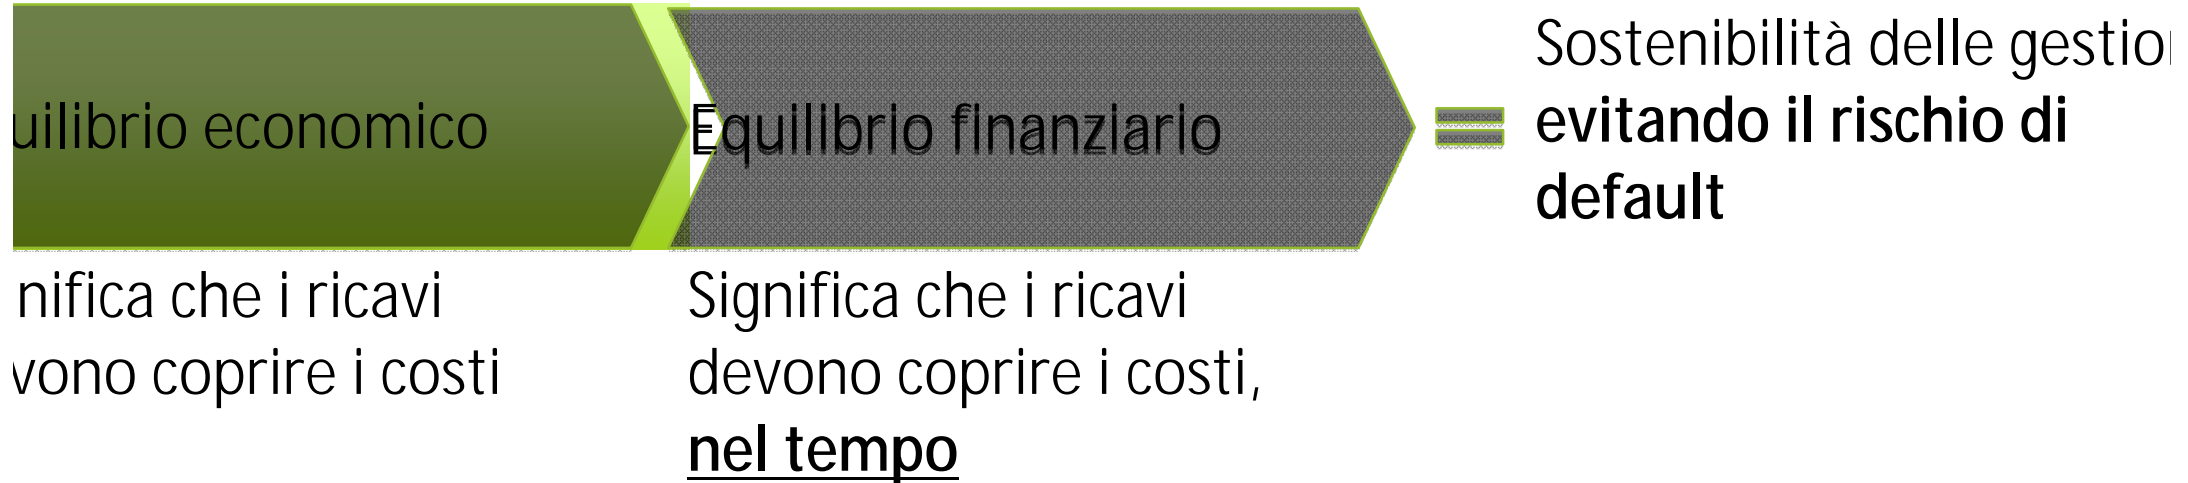 uilibrio economico
Equilibrio finanziario
Sostenibilità delle gestio
evitando il rischio di
default
nifica che i ricavi
vono coprire i costi
Significa che i ricavi
devono coprire i costi,
nel tempo